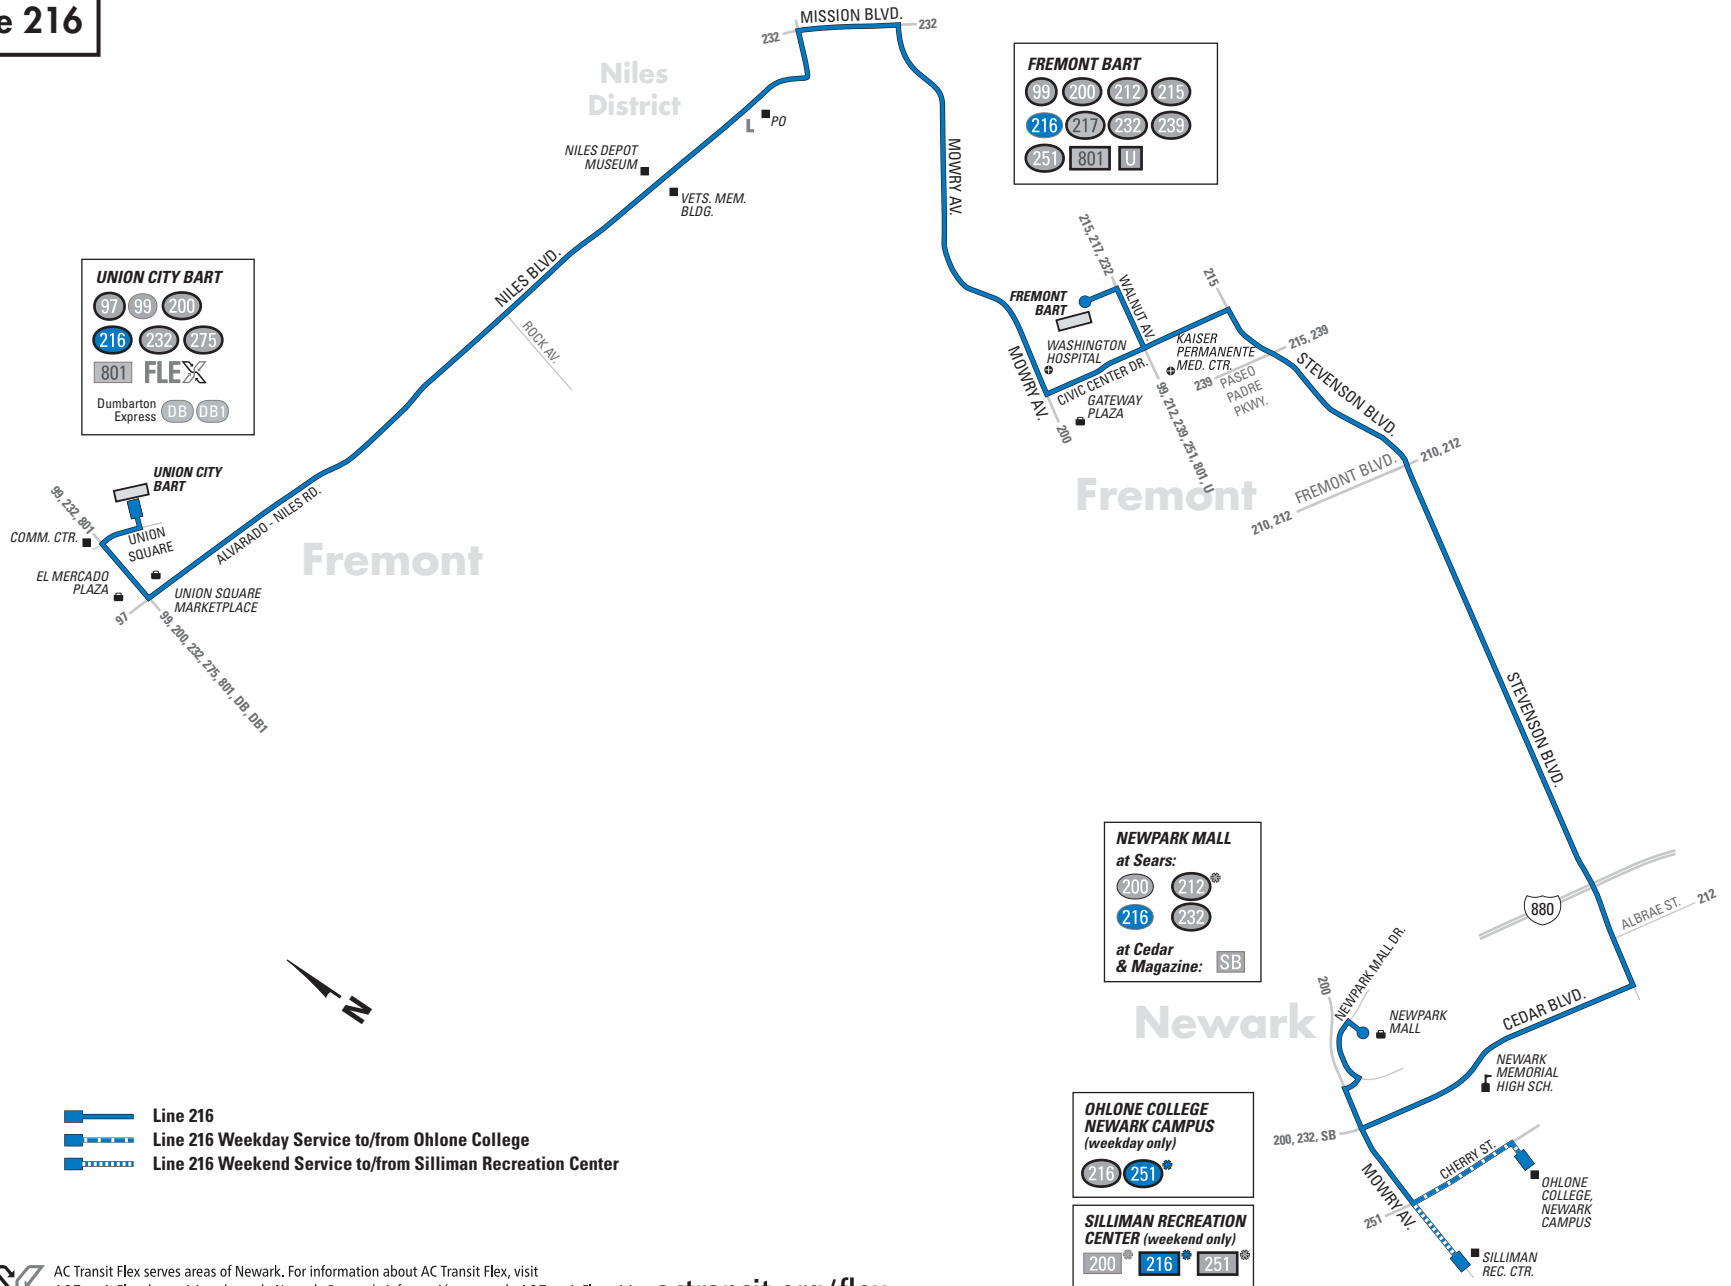 e 216
MISSION BLVD.
232
232
Niles
District
L
PO
NILES DEPOT
MUSEUM
VETS. MEM.
BLDG.
MOWRY AV.
FREMONT BART
99 200 212 215
216 217 232 239
251 801 U
UNION CITY BART
97 99 200
216 232 275
801 FLEX
Dumbarton
Express DB DB1
NILES BLVD.
ROCK AV.
215, 217, 232
WALNUT AV.
215
FREMONT
BART
WASHINGTON
HOSPITAL
KAISER
PERMANENTE
MED. CTR.
215, 239
239
PASEO
PADRE
PKWY.
STEVENSON BLVD.
MOWRY AV.
CIVIC CENTER DR.
GATEWAY
PLAZA
200
99, 212, 239, 251, 801, U
FREMONT BLVD.
210, 212
210, 212
Fremont
UNION CITY
BART
99, 232, 801
COMM. CTR.
UNION
SQUARE
EL MERCADO
PLAZA
UNION SQUARE
MARKETPLACE
97
99, 200, 232, 275, 801, DB, DB1
ALVARADO - NILES RD.
Fremont
STEVENSON BLVD.
NEWPARK MALL
at Sears:
200 212
216 232
at Cedar
& Magazine: SB
880
ALBRAE ST.
212
N
Newark
200
NEWPARK MALL DR.
NEWPARK
MALL
CEDAR BLVD.
NEWARK
MEMORIAL
HIGH SCH.
200, 232, SB
MOWRY AV.
CHERRY ST.
251
OHLONE
COLLEGE,
NEWARK
CAMPUS
SILLIMAN
REC. CTR.
OHLONE COLLEGE
NEWARK CAMPUS
(weekday only)
216 251
SILLIMAN RECREATION
CENTER (weekend only)
200 216 251
Line 216
Line 216 Weekday Service to/from Ohlone College
Line 216 Weekend Service to/from Silliman Recreation Center
AC Transit Flex serves areas of Newark. For information about AC Transit Flex, visit